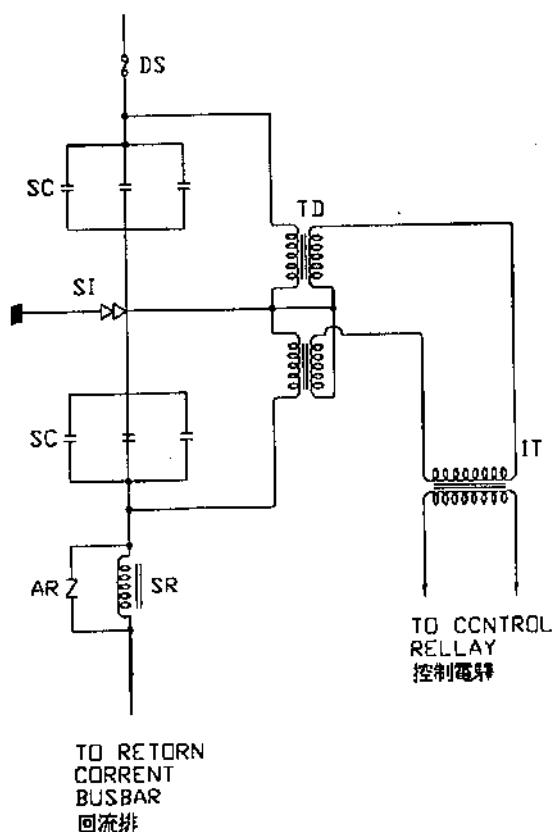 DS
SC
TD
SI
SC
IT
AR
SR
TO CONTROL
RELLAY
控制電驛
TO RETORN
CORRENT
BUSBAR
回流排